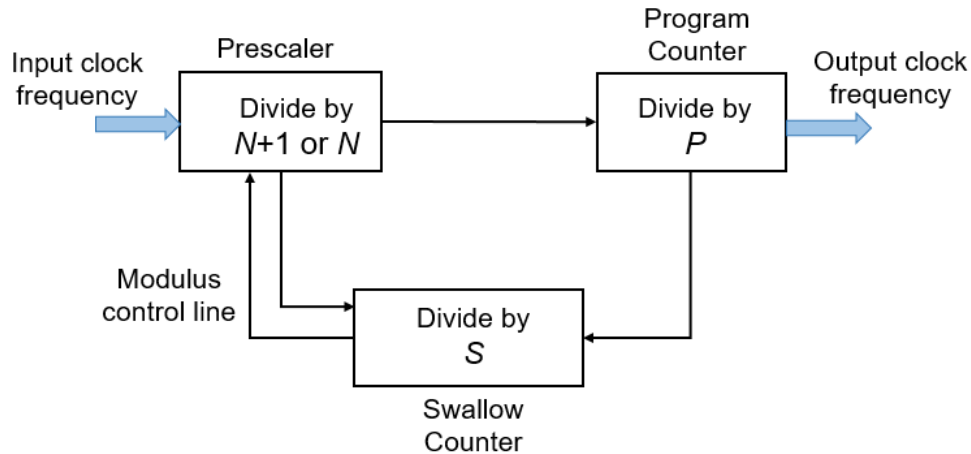 Input clock
frequency
Prescaler
Divide by
N+1 or N
Program
Counter
Divide by
P
Output clock
frequency
Modulus
control line
Divide by
S
Swallow
Counter